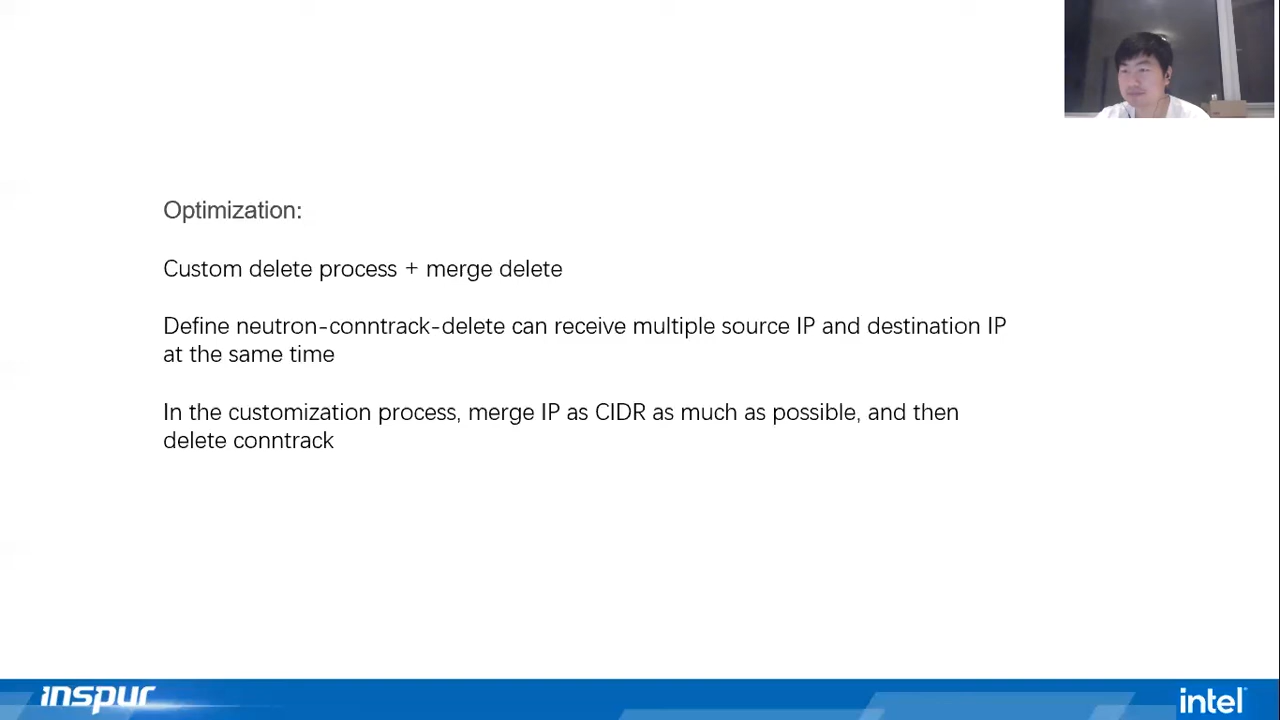 Optimization:
Custom delete process + merge delete
Define neutron-conntrack-delete can receive multiple source IP and destination IP
at the same time
In the customization process, merge IP as CIDR as much as possible, and then
delete conntrack
inspur
intel